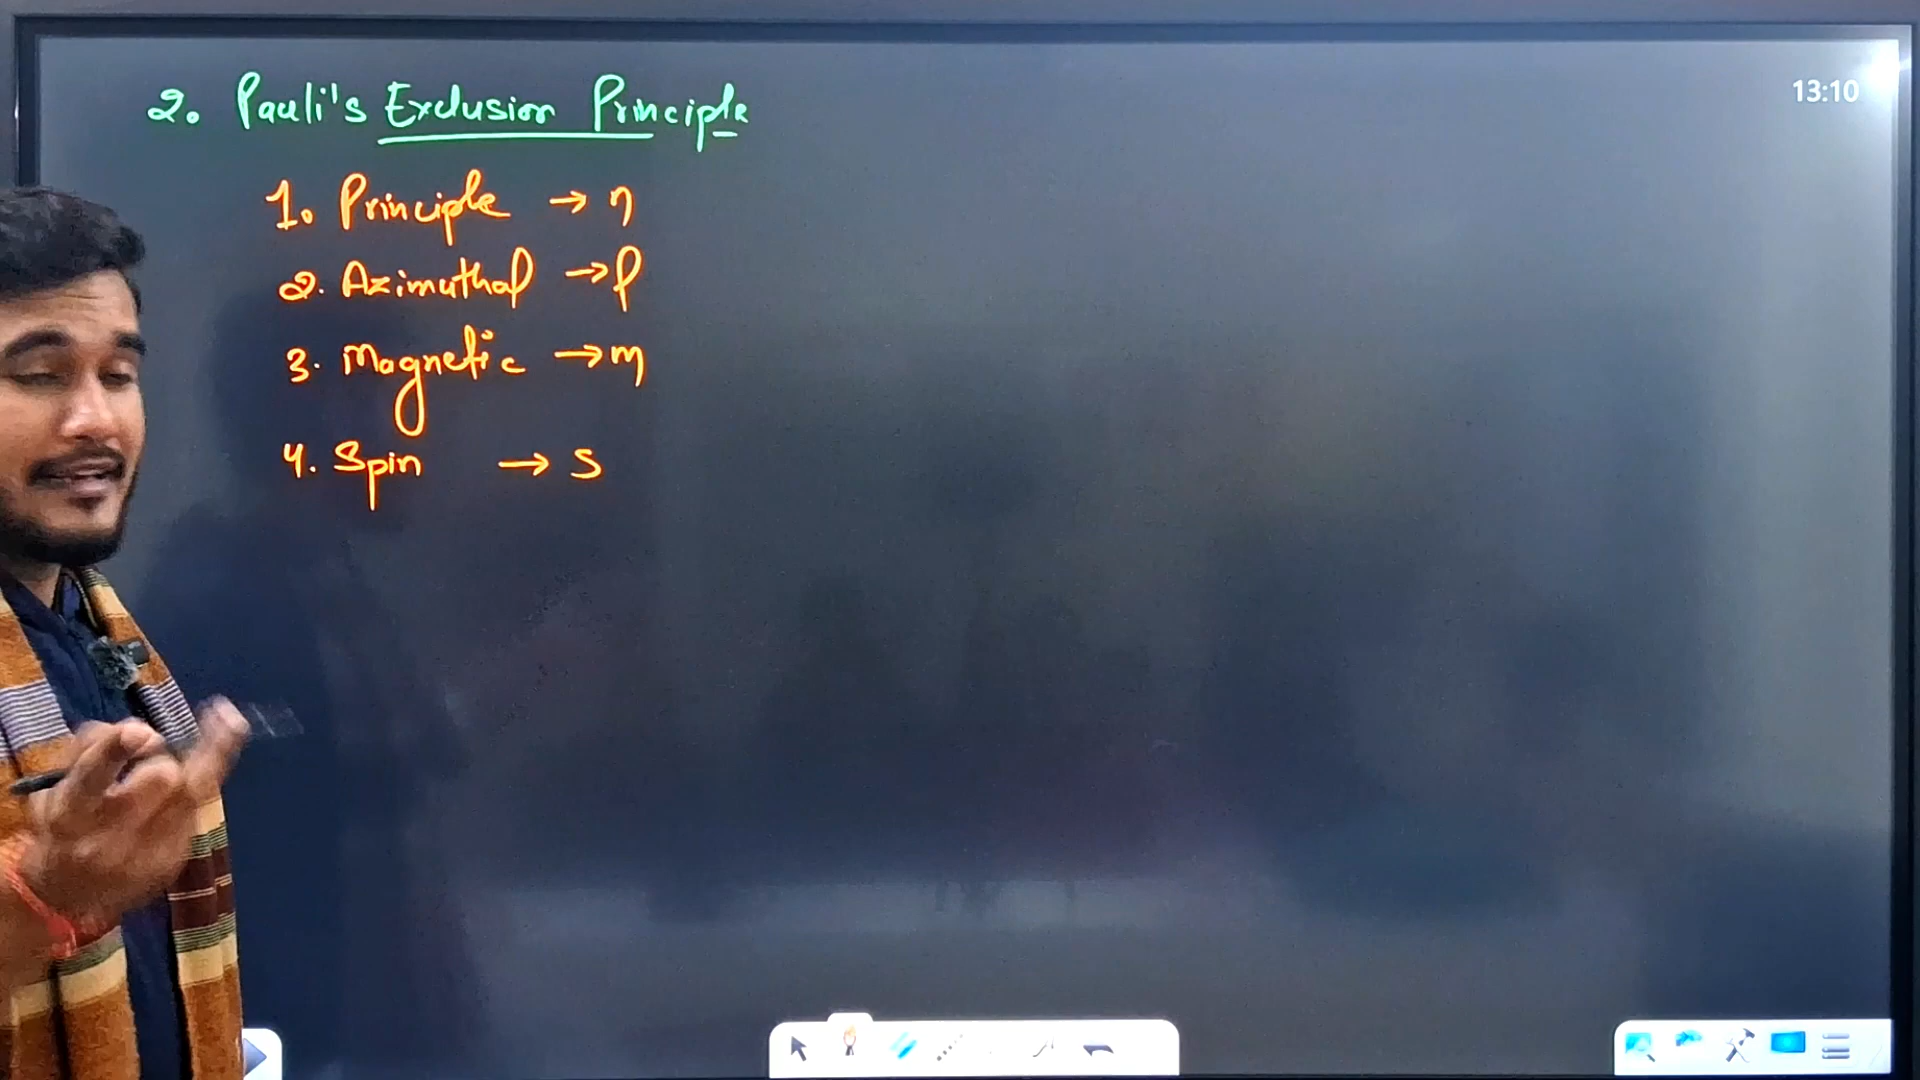 2. Pauli's Exclusion Principle
13:10
1. Principle → n
2. Azimuthal → l
3. Magnetic → m
4. Spin → s